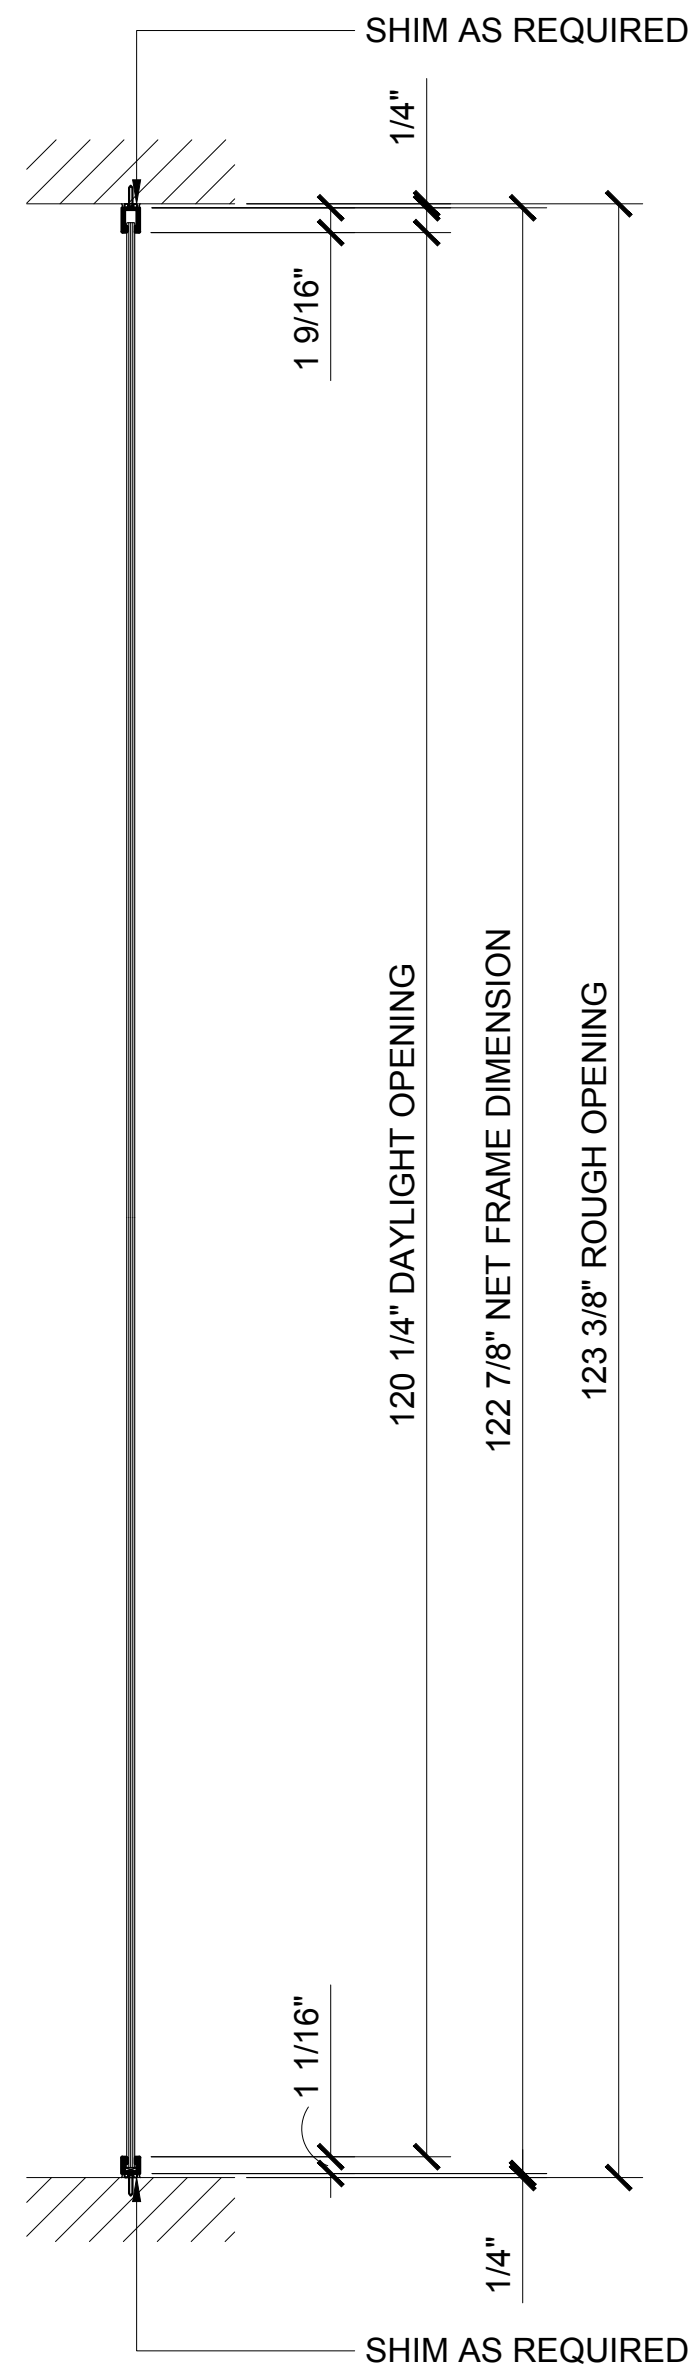 SHIM AS REQUIRED
1/4"
1 9/16"
120 1/4" DAYLIGHT OPENING
122 7/8" NET FRAME DIMENSION
123 3/8" ROUGH OPENING
1 1/16"
1/4"
SHIM AS REQUIRED